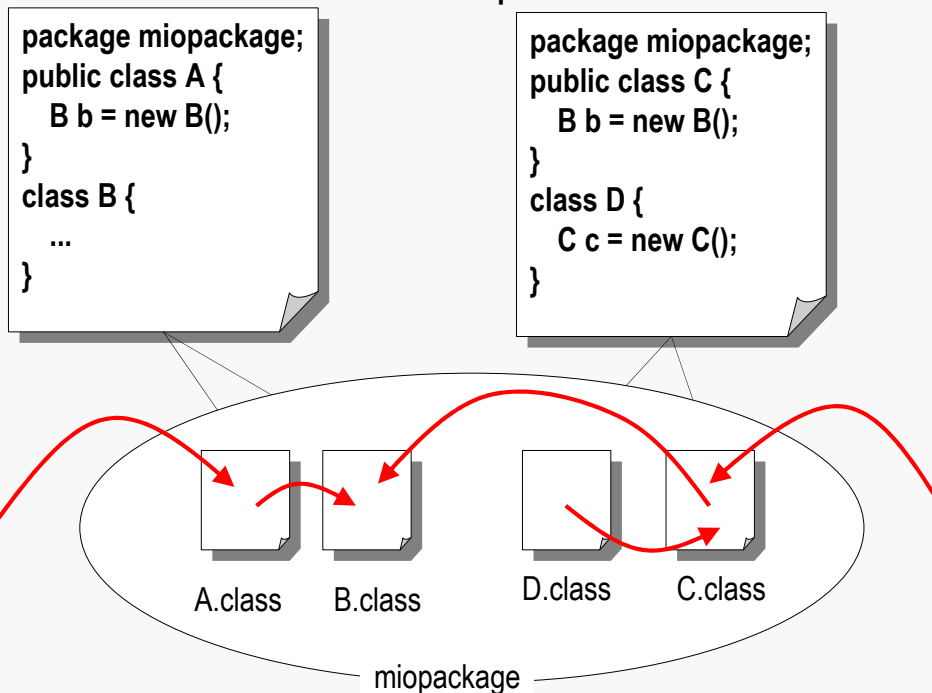 package miopackage;
public class A {
B b = new B();
}
class B {
...
}
package miopackage;
public class C {
B b = new B();
}
class D {
C c = new C();
}
A.class
B.class
D.class
C.class
miopackage